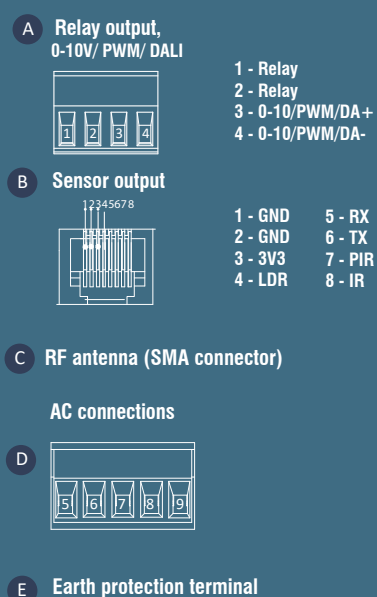 A Relay output,
0-10V/ PWM/ DALI
1 - Relay
2 - Relay
3 - 0-10/PWM/DA+
4 - 0-10/PWM/DA-
1 2 3 4
B Sensor output
12345678
1 - GND
2 - GND
3 - 3V3
4 - LDR
5 - RX
6 - TX
7 - PIR
8 - IR
C RF antenna (SMA connector)
AC connections
D
5 6 7 8 9
E Earth protection terminal